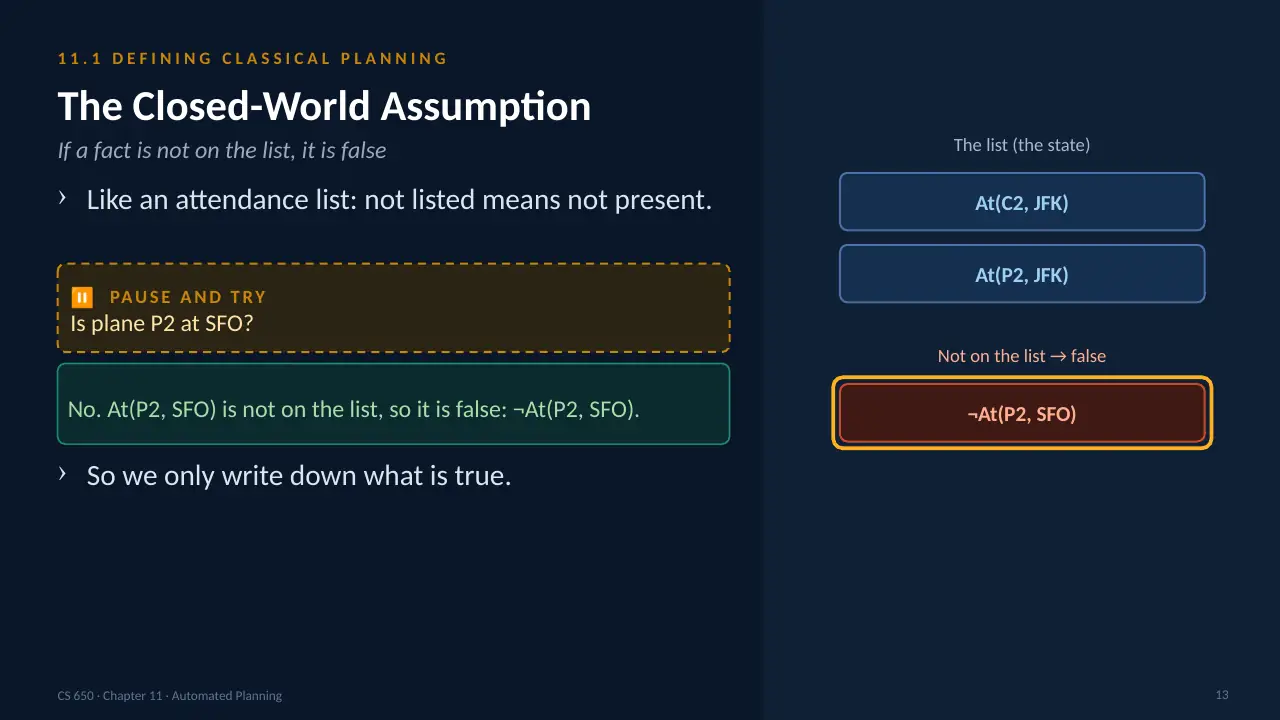 11.1 DEFINING CLASSICAL PLANNING
The Closed-World Assumption
If a fact is not on the list, it is false
› Like an attendance list: not listed means not present.
⏸ PAUSE AND TRY
Is plane P2 at SFO?
No. At(P2, SFO) is not on the list, so it is false: ¬At(P2, SFO).
› So we only write down what is true.
The list (the state)
At(C2, JFK)
At(P2, JFK)
Not on the list → false
¬At(P2, SFO)
CS 650 · Chapter 11 · Automated Planning
13